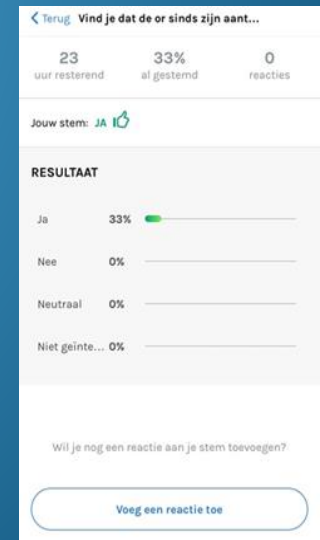 Terug Vind je dat de or sinds zijn aant...
23 33% 0
uur resterend al gestemd reacties
Jouw stem: JA
RESULTAAT
Ja 33%
Nee 0%
Neutraal 0%
Niet geïnte... 0%
Wil je nog een reactie aan je stem toevoegen?
Voeg een reactie toe